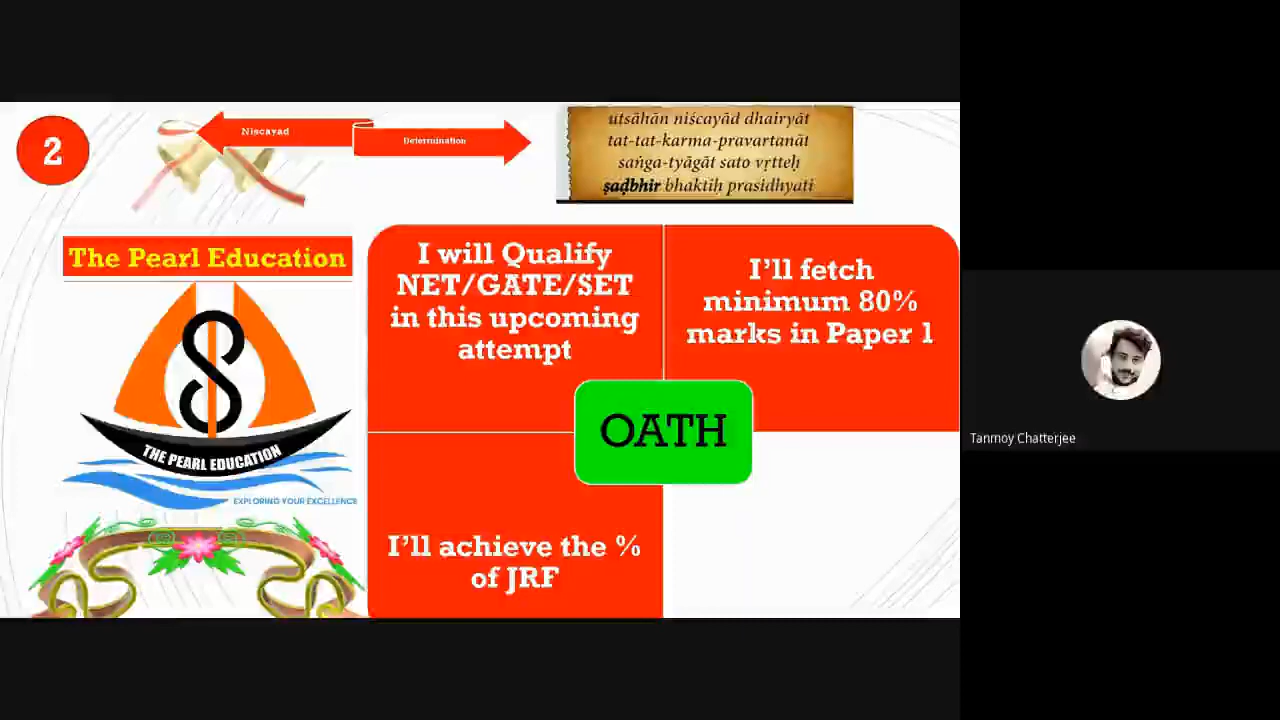 2
Niscayad
Determination
utsāhān niścayād dhairyāt
tat-tat-karma-pravartanāt
saṅga-tyāgāt sato vṛtteḥ
ṣaḍbhir bhaktiḥ prasidhyati
The Pearl Education
THE PEARL EDUCATION
EXPLORING YOUR EXCELLENCE
I will Qualify
NET/GATE/SET
in this upcoming
attempt
I'll fetch
minimum 80%
marks in Paper 1
OATH
I'll achieve the %
of JRF
Tanmoy Chatterjee